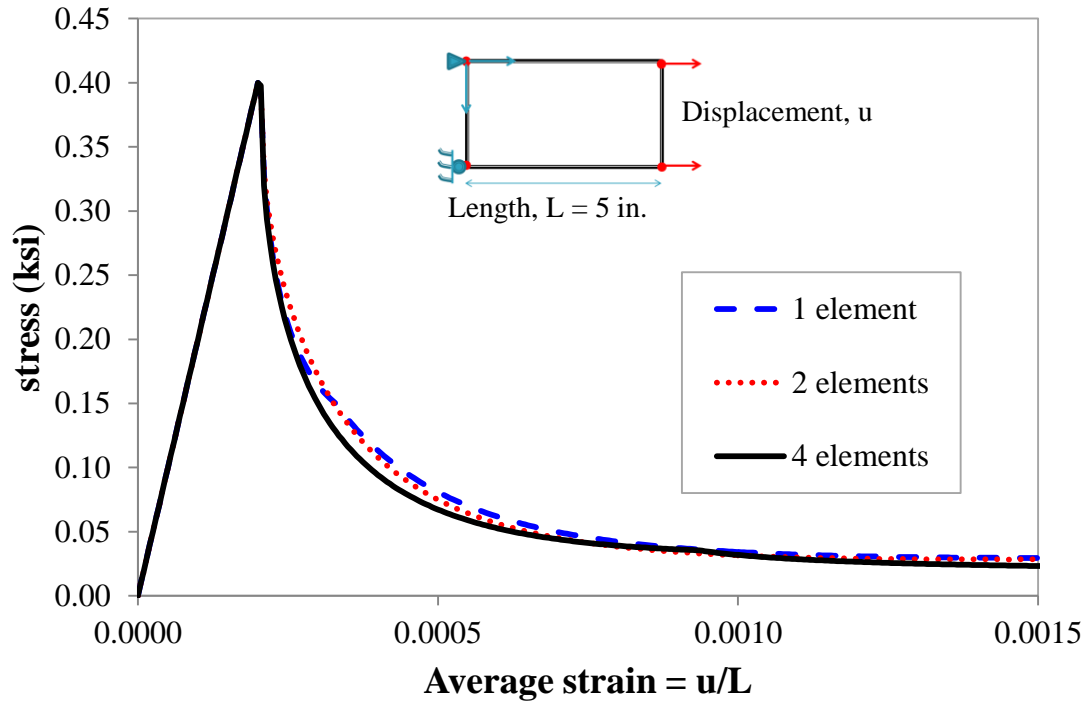 0.45
0.40
0.35
0.30
0.25
0.20
0.15
0.10
0.05
0.00
stress (ksi)
Displacement, u
Length, L = 5 in.
1 element
2 elements
4 elements
0.0000 0.0005 0.0010 0.0015
Average strain = u/L